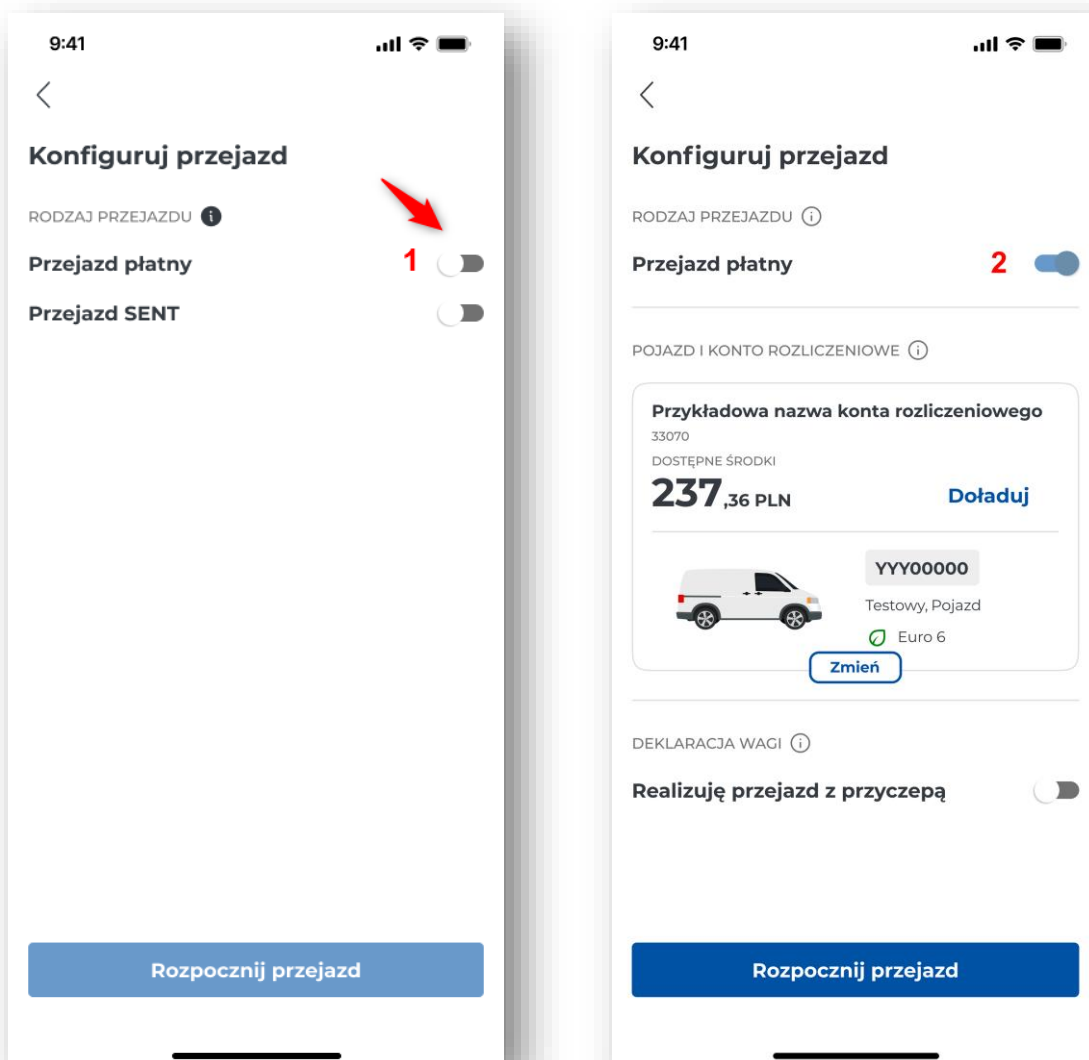 9:41
Konfiguruj przejazd
RODZAJ PRZEJAZDU
Przejazd płatny
1
Przejazd SENT
Rozpocznij przejazd
9:41
Konfiguruj przejazd
RODZAJ PRZEJAZDU
Przejazd płatny
2
POJAZD I KONTO ROZLICZENIOWE
Przykładowa nazwa konta rozliczeniowego
33070
DOSTĘPNE ŚRODKI
237,36 PLN
Doładuj
YYY00000
Testowy, Pojazd
Euro 6
Zmień
DEKLARACJA WAGI
Realizuję przejazd z przyczepą
Rozpocznij przejazd